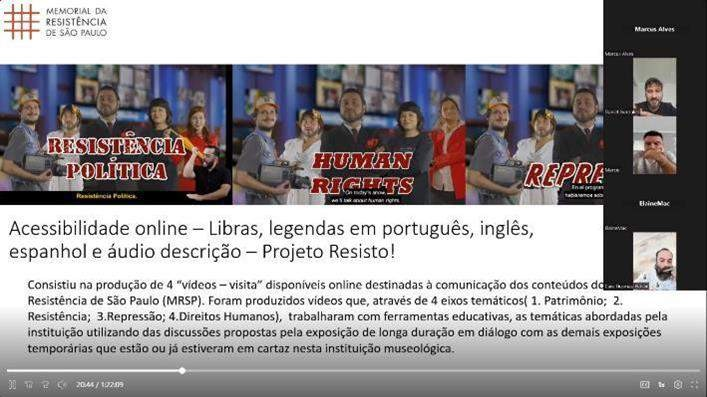 MEMORIAL DA
RESISTÊNCIA
DE SÃO PAULO
Marcus Alves
Marcus Alves
RESISTÊNCIA
POLÍTICA
Resistência Política.
HUMAN
RIGHTS
On today's show,
we'll talk about human rights.
REPRE
En el program
hablaremos sob
Marcus
ElaineMac
ElaineMac
Acessibilidade online – Libras, legendas em português, inglês,
espanhol e áudio descrição – Projeto Resisto!
Consistiu na produção de 4 “vídeos – visita” disponíveis online destinadas à comunicação dos conteúdos do
Resistência de São Paulo (MRSP). Foram produzidos vídeos que, através de 4 eixos temáticos( 1. Patrimônio; 2.
Resistência; 3.Repressão; 4.Direitos Humanos), trabalharam com ferramentas educativas, as temáticas abordadas pela
instituição utilizando das discussões propostas pela exposição de longa duração em diálogo com as demais exposições
temporárias que estão ou já estiveram em cartaz nesta instituição museológica.
20:44 / 1:22:09
1x